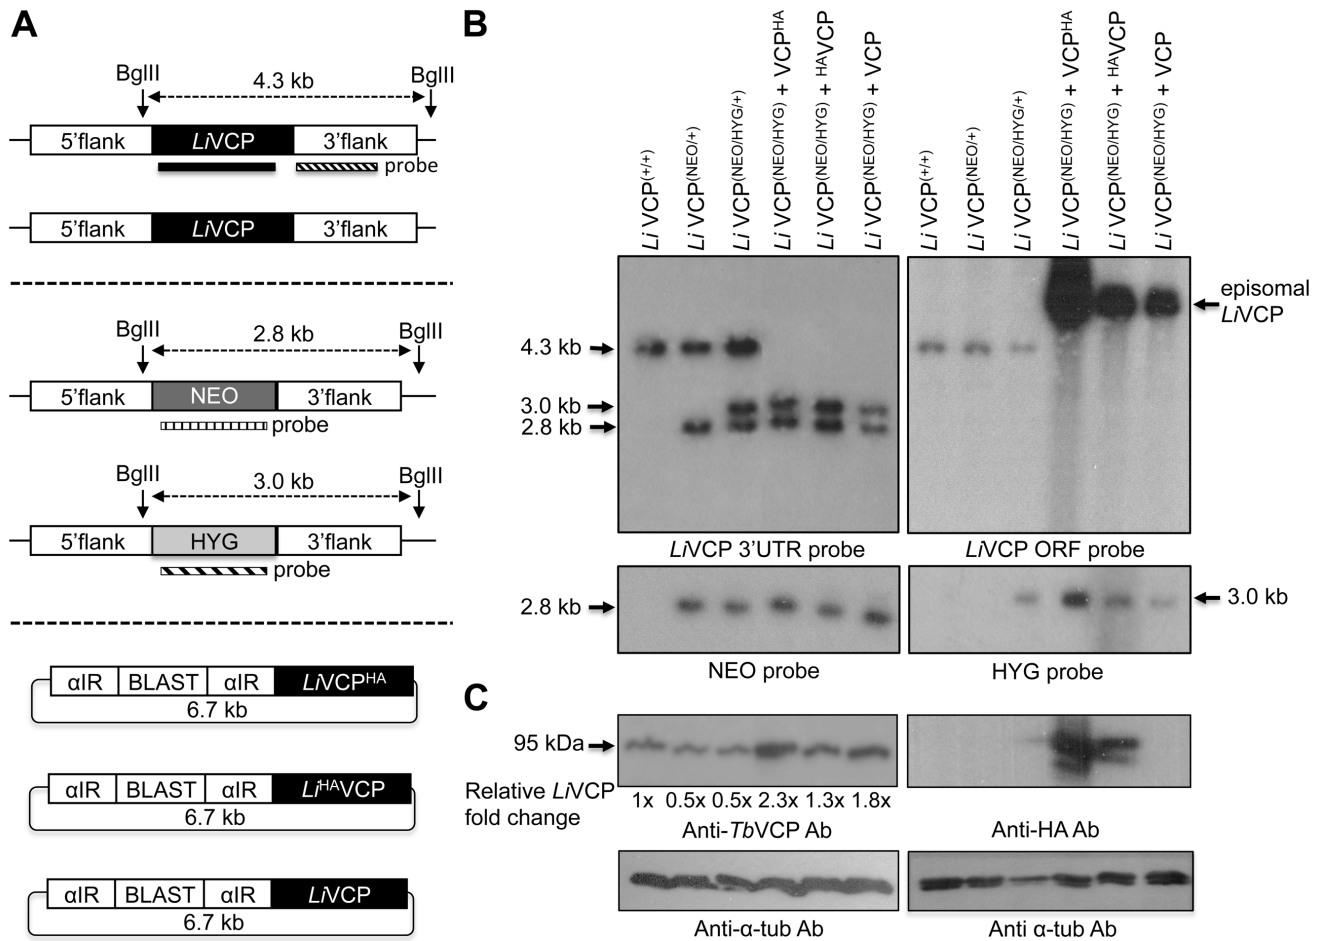 A
BglII 4.3 kb BglII
5'flank LiVCP 3'flank
probe
5'flank LiVCP 3'flank
BglII 2.8 kb BglII
5'flank NEO 3'flank
probe
BglII 3.0 kb BglII
5'flank HYG 3'flank
probe
αIR BLAST αIR LiVCPᴴᴬ
6.7 kb
αIR BLAST αIR LiᴴᴬVCP
6.7 kb
αIR BLAST αIR LiVCP
6.7 kb
B
Li VCP(+/+)
Li VCP(NEO/+)
Li VCP(NEO/HYG/+)
Li VCP(NEO/HYG) + VCPᴴᴬ
Li VCP(NEO/HYG) + ᴴᴬVCP
Li VCP(NEO/HYG) + VCP
Li VCP(+/+)
Li VCP(NEO/+)
Li VCP(NEO/HYG/+)
Li VCP(NEO/HYG) + VCPᴴᴬ
Li VCP(NEO/HYG) + ᴴᴬVCP
Li VCP(NEO/HYG) + VCP
episomal
LiVCP
4.3 kb
3.0 kb
2.8 kb
LiVCP 3'UTR probe
LiVCP ORF probe
2.8 kb
3.0 kb
NEO probe
HYG probe
C
95 kDa
Relative LiVCP
fold change
1x 0.5x 0.5x 2.3x 1.3x 1.8x
Anti-TbVCP Ab
Anti-HA Ab
Anti-α-tub Ab
Anti α-tub Ab